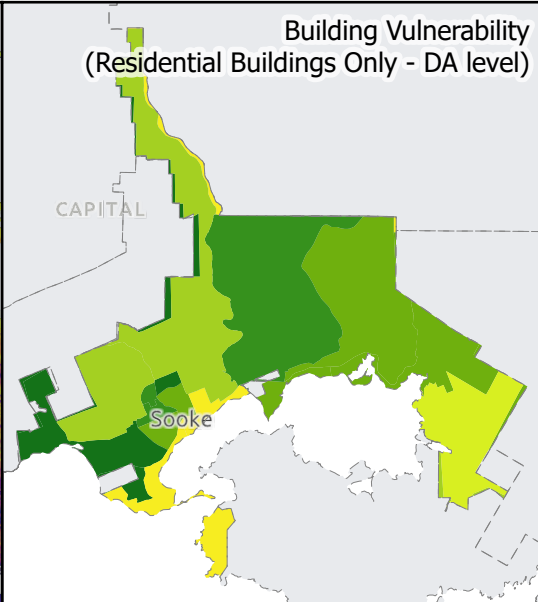 Building Vulnerability
(Residential Buildings Only - DA level)
CAPITAL
Sooke